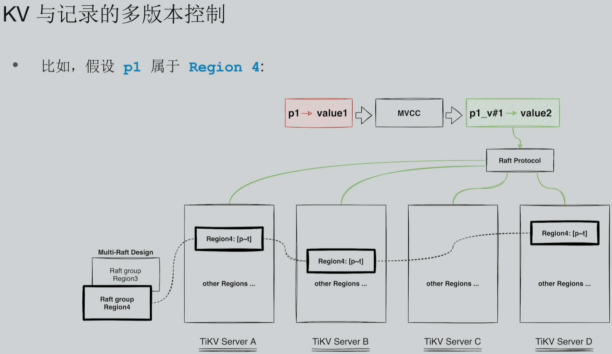 KV 与记录的多版本控制
• 比如，假设 p1 属于 Region 4:
p1 → value1
MVCC
p1_v#1 → value2
Raft Protocol
Multi-Raft Design
Raft group
Region3
Raft group
Region4
Region4: [p~t]
other Regions ...
TiKV Server A
Region4: [p~t]
other Regions ...
TiKV Server B
other Regions ...
TiKV Server C
Region4: [p~t]
other Regions ...
TiKV Server D